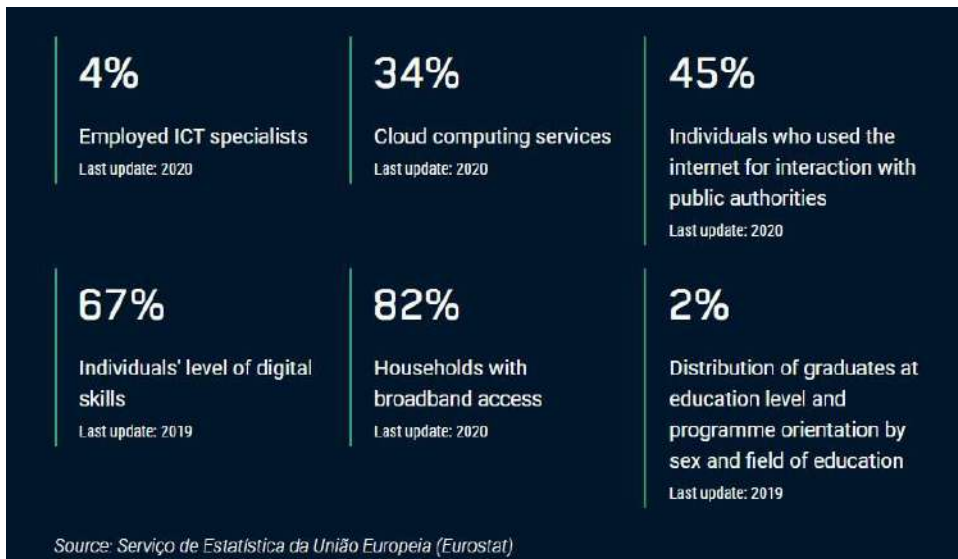 4%
Employed ICT specialists
Last update: 2020
34%
Cloud computing services
Last update: 2020
45%
Individuals who used the
internet for interaction with
public authorities
Last update: 2020
67%
Individuals' level of digital
skills
Last update: 2019
82%
Households with
broadband access
Last update: 2020
2%
Distribution of graduates at
education level and
programme orientation by
sex and field of education
Last update: 2019
Source: Serviço de Estatística da União Europeia (Eurostat)